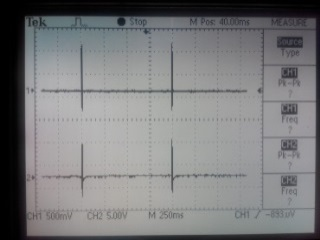 Tek Stop M Pos: 40.00ms MEASURE
Source
Type
CH1
Pk-Pk
?
CH1
Freq
?
CH2
Pk-Pk
?
CH2
Freq
?
1
2
CH1 500mV CH2 5.00V M 250ms CH1 / -893uV